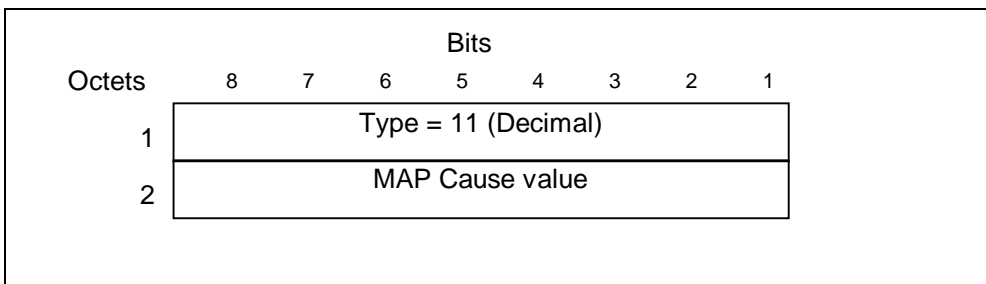 Bits
Octets 8 7 6 5 4 3 2 1
1 Type = 11 (Decimal)
2 MAP Cause value